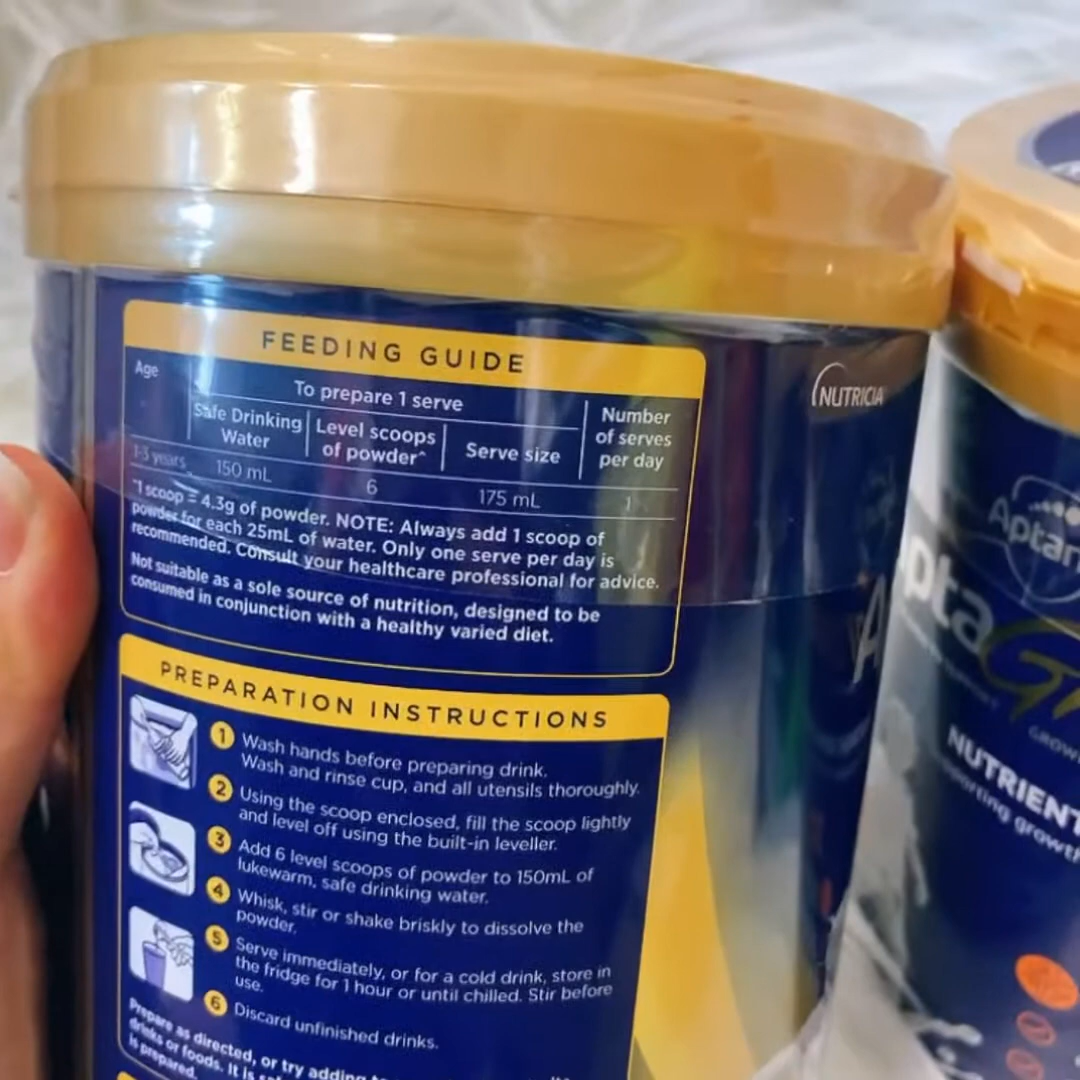 FEEDING GUIDE
Age
To prepare 1 serve
Safe Drinking
Water
Level scoops
of powder^
Serve size
Number
of serves
per day
1-3 years
150 mL
6
175 mL
1
^1 scoop = 4.3g of powder. NOTE: Always add 1 scoop of
powder for each 25mL of water. Only one serve per day is
recommended. Consult your healthcare professional for advice.
Not suitable as a sole source of nutrition, designed to be
consumed in conjunction with a healthy varied diet.
PREPARATION INSTRUCTIONS
1 Wash hands before preparing drink.
Wash and rinse cup, and all utensils thoroughly.
2 Using the scoop enclosed, fill the scoop lightly
and level off using the built-in leveller.
3 Add 6 level scoops of powder to 150mL of
lukewarm, safe drinking water.
4 Whisk, stir or shake briskly to dissolve the
powder.
5 Serve immediately, or for a cold drink, store in
the fridge for 1 hour or until chilled. Stir before
use.
6 Discard unfinished drinks.
Prepare as directed, or try adding
drinks or foods. It is
is prepared.
NUTRICIA
A
Aptam
pta
GR
GROW
NUTRIENT
orting growth